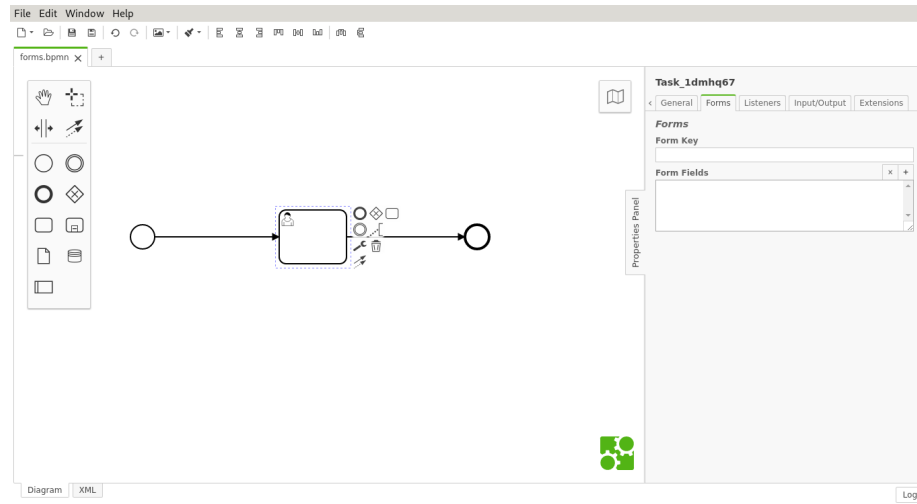 File Edit Window Help
forms.bpmn x +
Task_1dmhq67
< General Forms Listeners Input/Output Extensions
Forms
Form Key
Form Fields x +
Properties Panel
Diagram XML
Log